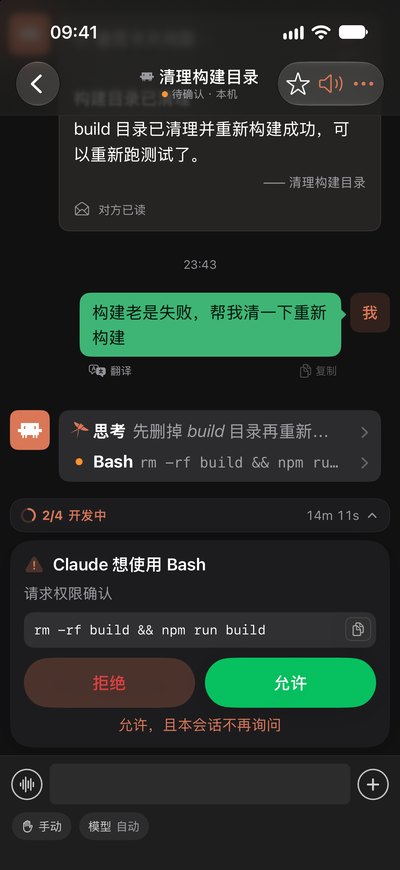 09:41
清理构建目录
待确认 · 本机
build 目录已清理并重新构建成功，可
以重新跑测试了。
—— 清理构建目录
对方已读
23:43
构建老是失败，帮我清一下重新
构建
我
翻译
复制
思考 先删掉 build 目录再重新…
Bash rm -rf build && npm ru…
2/4 开发中
14m 11s
Claude 想使用 Bash
请求权限确认
rm -rf build && npm run build
拒绝
允许
允许，且本会话不再询问
手动
模型 自动